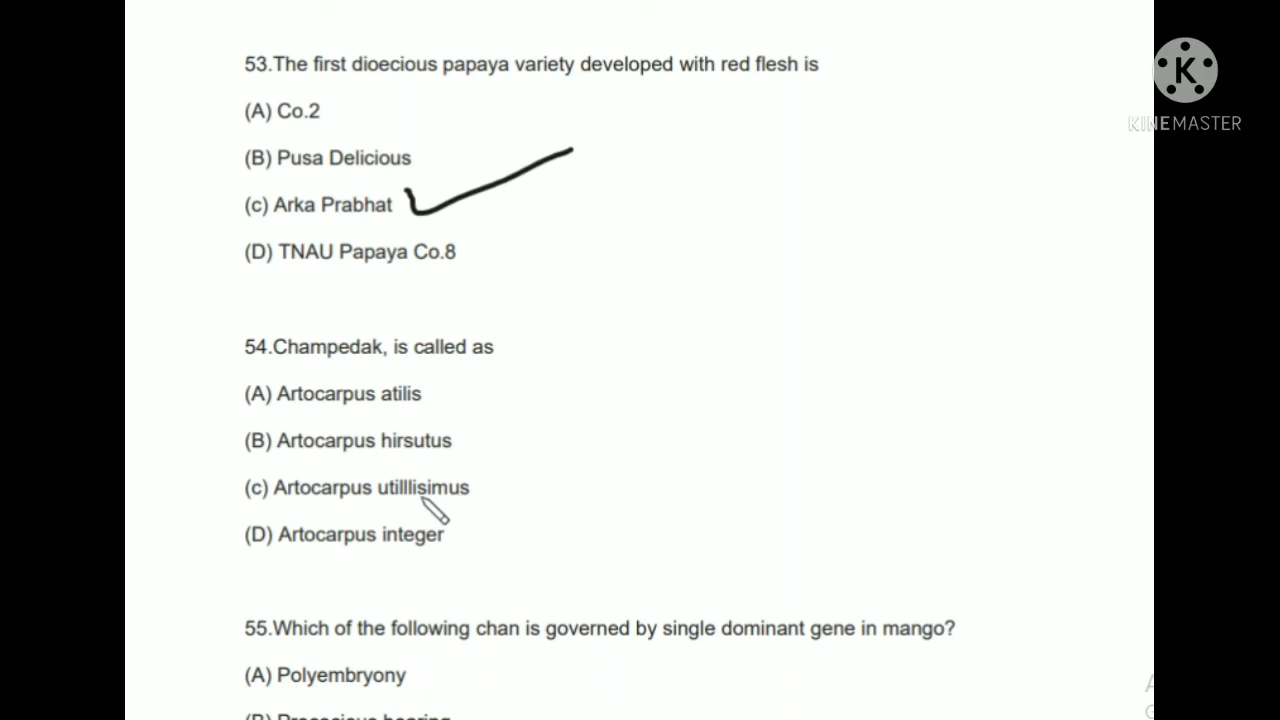 53.The first dioecious papaya variety developed with red flesh is
(A) Co.2
(B) Pusa Delicious
(c) Arka Prabhat
(D) TNAU Papaya Co.8
54.Champedak, is called as
(A) Artocarpus atilis
(B) Artocarpus hirsutus
(c) Artocarpus utilllisimus
(D) Artocarpus integer
55.Which of the following chan is governed by single dominant gene in mango?
(A) Polyembryony
K
KINEMASTER